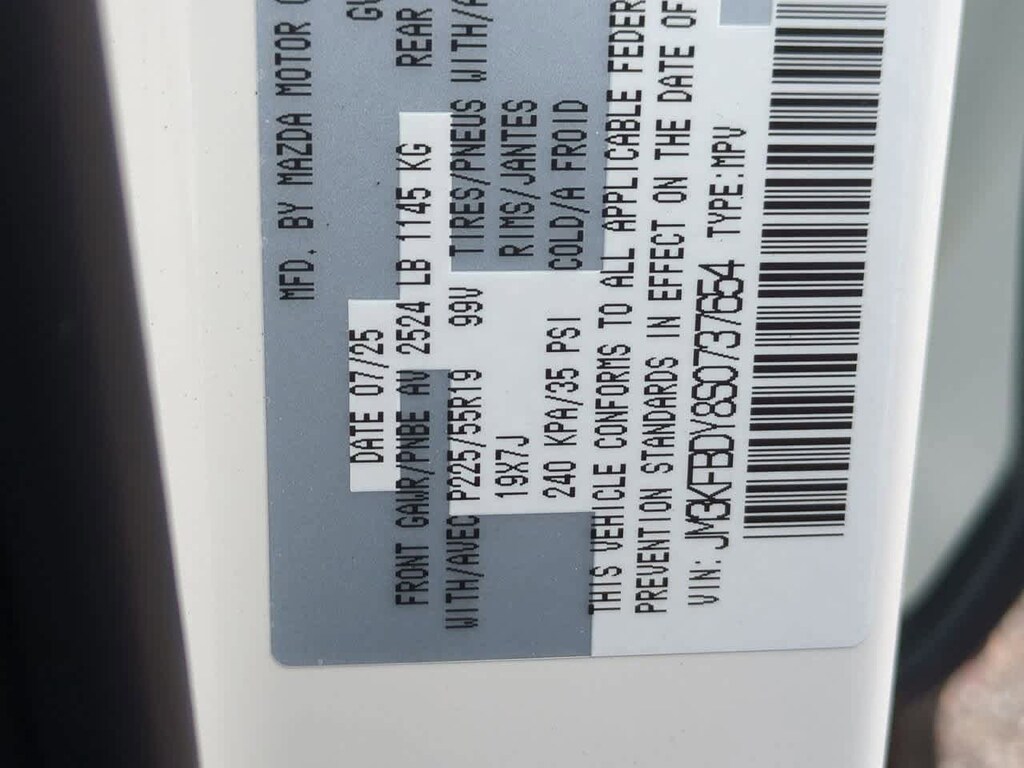 MFD. BY MAZDA MOTOR
DATE 07/25
FRONT GAWR/PNBE AV 2524 LB 1145 KG REAR
WITH/AVEC P225/55R19 99V TIRES/PNEUS WITH/A
19X7J RIMS/JANTES
240 KPA/35 PSI COLD/A FROID
THIS VEHICLE CONFORMS TO ALL APPLICABLE FEDER
PREVENTION STANDARDS IN EFFECT ON THE DATE OF
VIN: JM3KFBDY8S0737654 TYPE:MPV